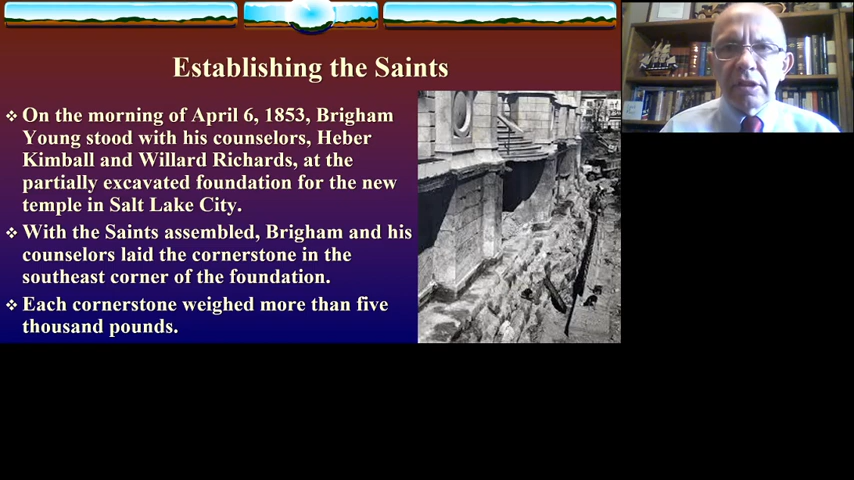 Establishing the Saints
❖ On the morning of April 6, 1853, Brigham
Young stood with his counselors, Heber
Kimball and Willard Richards, at the
partially excavated foundation for the new
temple in Salt Lake City.
❖ With the Saints assembled, Brigham and his
counselors laid the cornerstone in the
southeast corner of the foundation.
❖ Each cornerstone weighed more than five
thousand pounds.